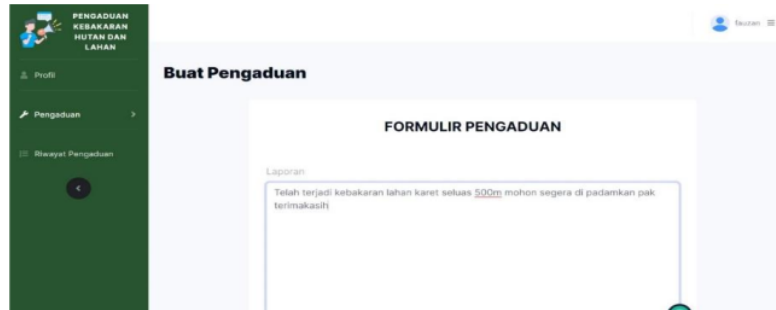 PENGADUAN
KEBAKARAN
HUTAN DAN
LAHAN
fauzan
Profil
Buat Pengaduan
Pengaduan
FORMULIR PENGADUAN
Riwayat Pengaduan
Laporan
Telah terjadi kebakaran lahan karet seluas 500m mohon segera di padamkan pak
terimakasih